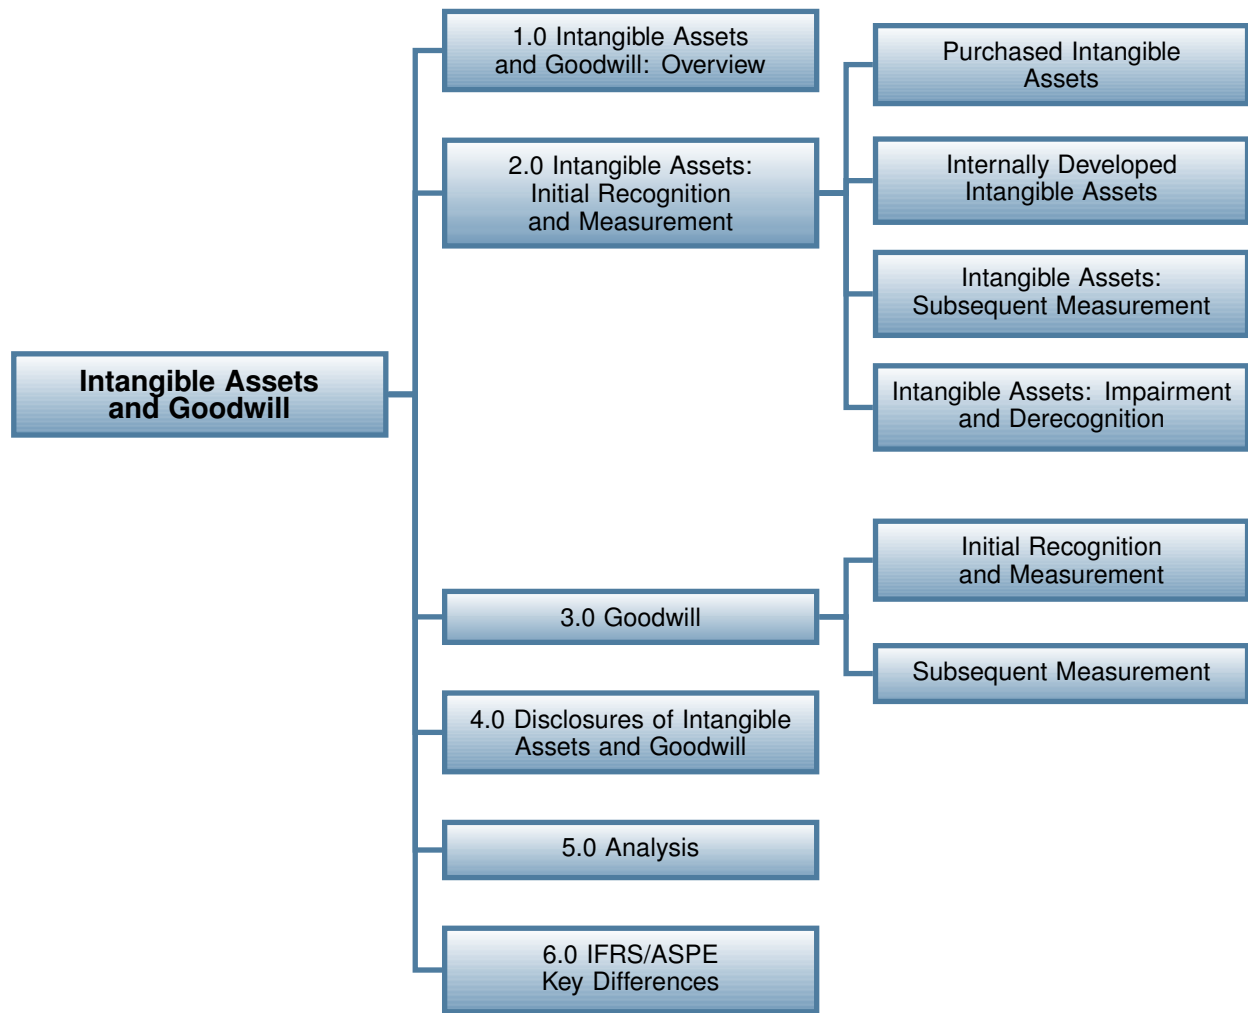 Intangible Assets
and Goodwill
1.0 Intangible Assets
and Goodwill: Overview
2.0 Intangible Assets:
Initial Recognition
and Measurement
Purchased Intangible
Assets
Internally Developed
Intangible Assets
Intangible Assets:
Subsequent Measurement
Intangible Assets: Impairment
and Derecognition
3.0 Goodwill
Initial Recognition
and Measurement
Subsequent Measurement
4.0 Disclosures of Intangible
Assets and Goodwill
5.0 Analysis
6.0 IFRS/ASPE
Key Differences